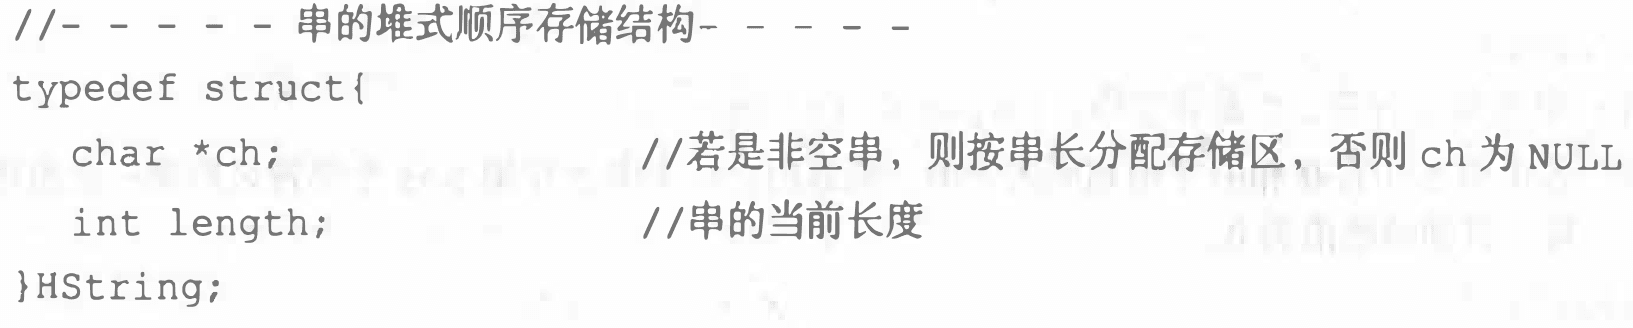 //- - - - - 串的堆式顺序存储结构- - - - -
typedef struct{
  char *ch;                //若是非空串，则按串长分配存储区，否则 ch 为 NULL
  int length;              //串的当前长度
}HString;